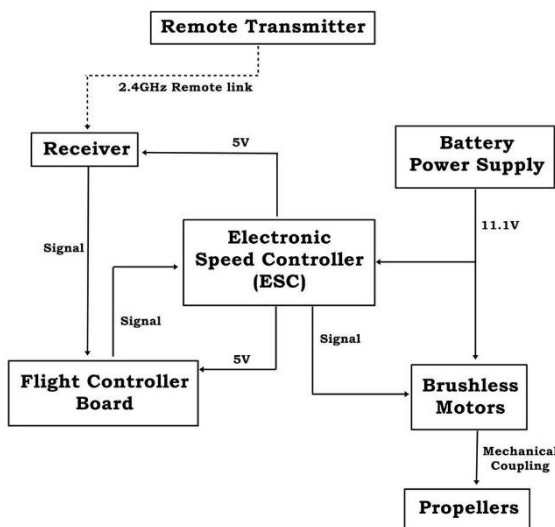 Remote Transmitter
2.4GHz Remote link
Receiver
5V
Battery
Power Supply
11.1V
Signal
Electronic
Speed Controller
(ESC)
Signal
Signal
5V
Flight Controller
Board
Brushless
Motors
Mechanical
Coupling
Propellers